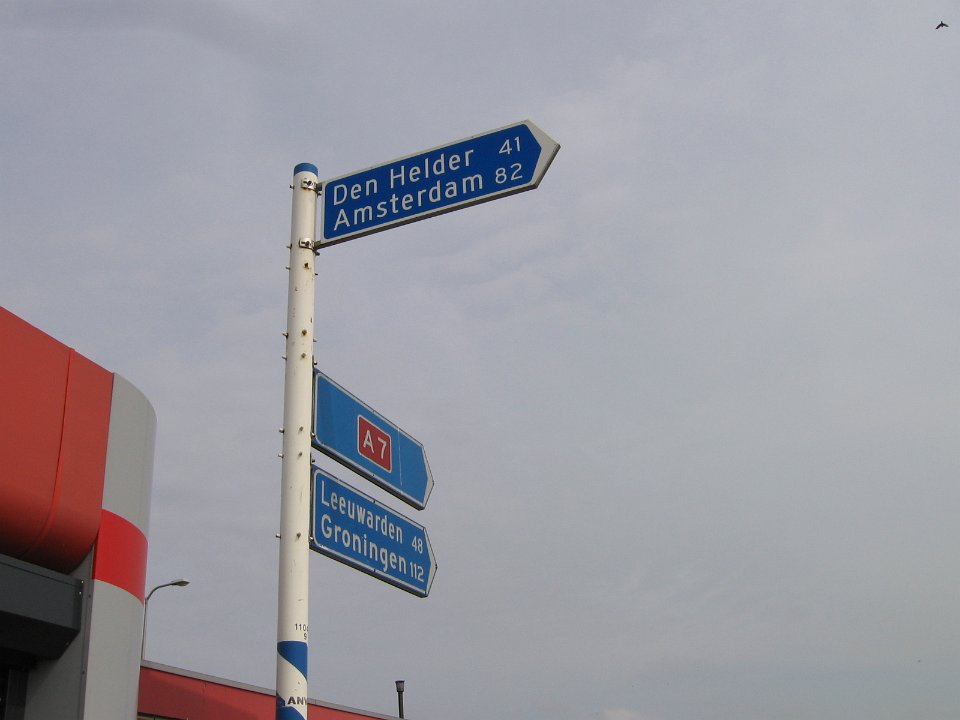 Den Helder 41
Amsterdam 82
A7
Leeuwarden 48
Groningen 112